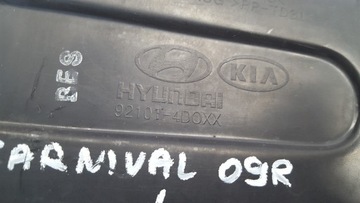 KIA
RES
HYUNDAI
92101-4D0XX
CARNIVAL 09R